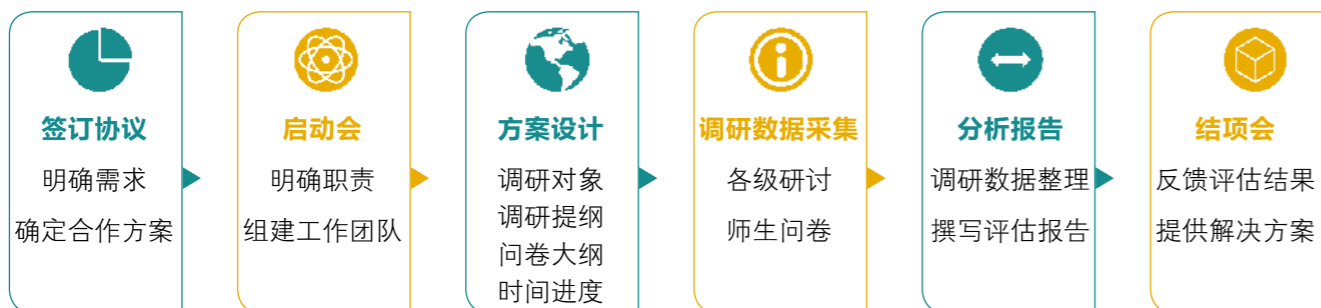 签订协议
明确需求
确定合作方案
启动会
明确职责
组建工作团队
方案设计
调研对象
调研提纲
问卷大纲
时间进度
调研数据采集
各级研讨
师生问卷
分析报告
调研数据整理
撰写评估报告
结项会
反馈评估结果
提供解决方案